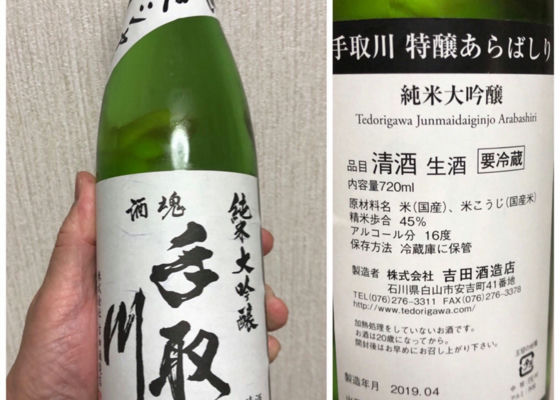 あらばしり
酒魂
純米大吟醸
手取川
手取川 特醸あらばしり
純米大吟醸
Tedorigawa Junmaidaiginjo Arabashiri
品目 清酒 生酒 要冷蔵
内容量720ml
原材料名 米(国産)、米こうじ(国産米)
精米歩合 45%
アルコール分 16度
保存方法 冷蔵庫に保管
製造者 株式会社 吉田酒造店
石川県白山市安吉町41番地
TEL(076)276-3311 FAX(076)276-3378
http://www.tedorigawa.com/
加熱処理をしていないお酒です。
お酒は20歳になってから。
開封後はお早めにお召し上がり下さい。
製造年月 2019.04